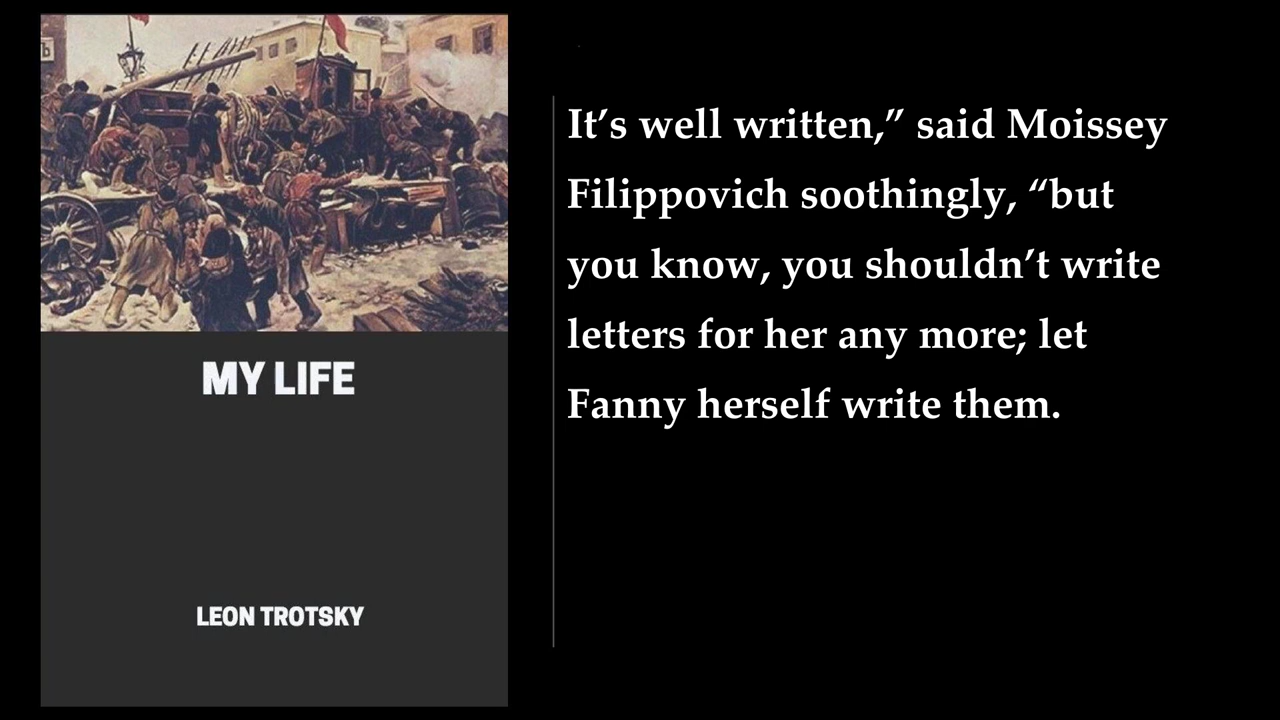 MY LIFE
LEON TROTSKY
It’s well written,” said Moissey
Filippovich soothingly, “but
you know, you shouldn’t write
letters for her any more; let
Fanny herself write them.